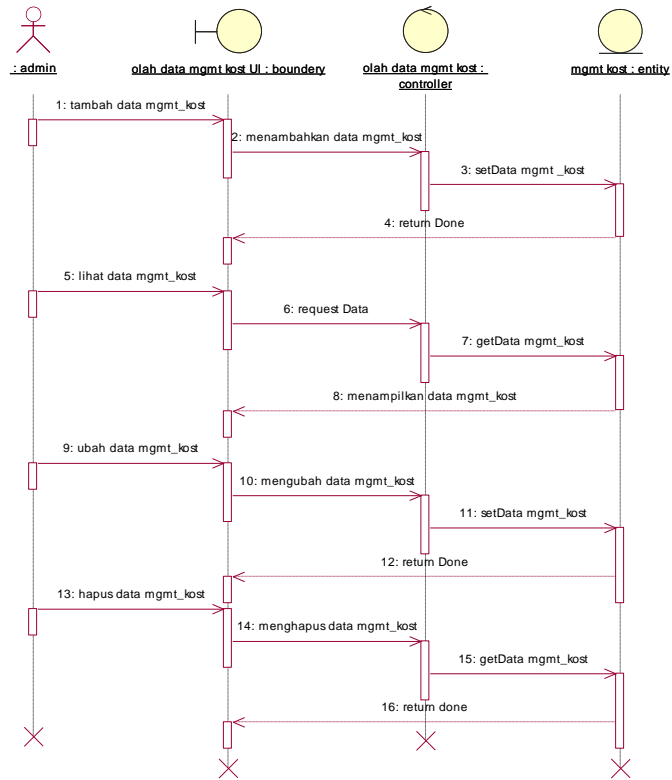 : admin
olah data mgmt kost UI : boundery
olah data mgmt kost :
controller
mgmt kost : entity
1: tambah data mgmt_kost
2: menambahkan data mgmt_kost
3: setData mgmt _kost
4: return Done
5: lihat data mgmt_kost
6: request Data
7: getData mgmt_kost
8: menampilkan data mgmt_kost
9: ubah data mgmt_kost
10: mengubah data mgmt_kost
11: setData mgmt_kost
12: return Done
13: hapus data mgmt_kost
14: menghapus data mgmt_kost
15: getData mgmt_kost
16: return done